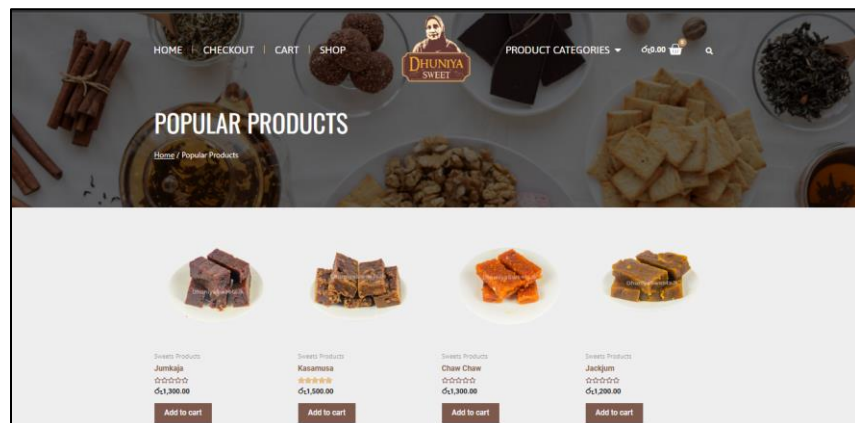 HOME | CHECKOUT | CART | SHOP
DHUNIYA
SWEET
PRODUCT CATEGORIES
රු0.00
0
POPULAR PRODUCTS
Home / Popular Products
Sweets Products
Jumkaja
රු1,300.00
Add to cart
Sweets Products
Kasamusa
රු1,500.00
Add to cart
Sweets Products
Chaw Chaw
රු1,300.00
Add to cart
Sweets Products
Jackjum
රු1,200.00
Add to cart